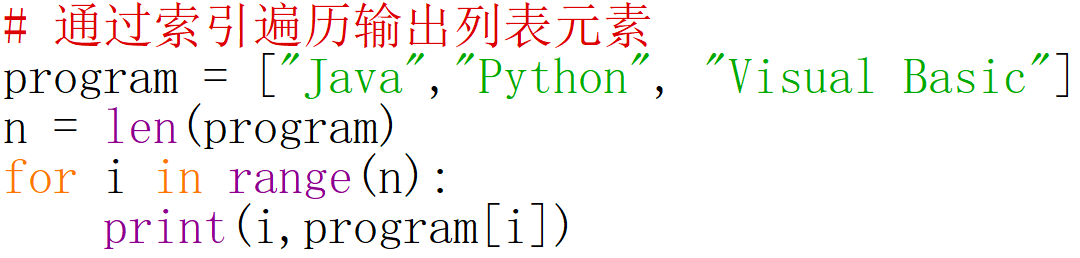 # 通过索引遍历输出列表元素
program = ["Java","Python", "Visual Basic"]
n = len(program)
for i in range(n):
    print(i,program[i])